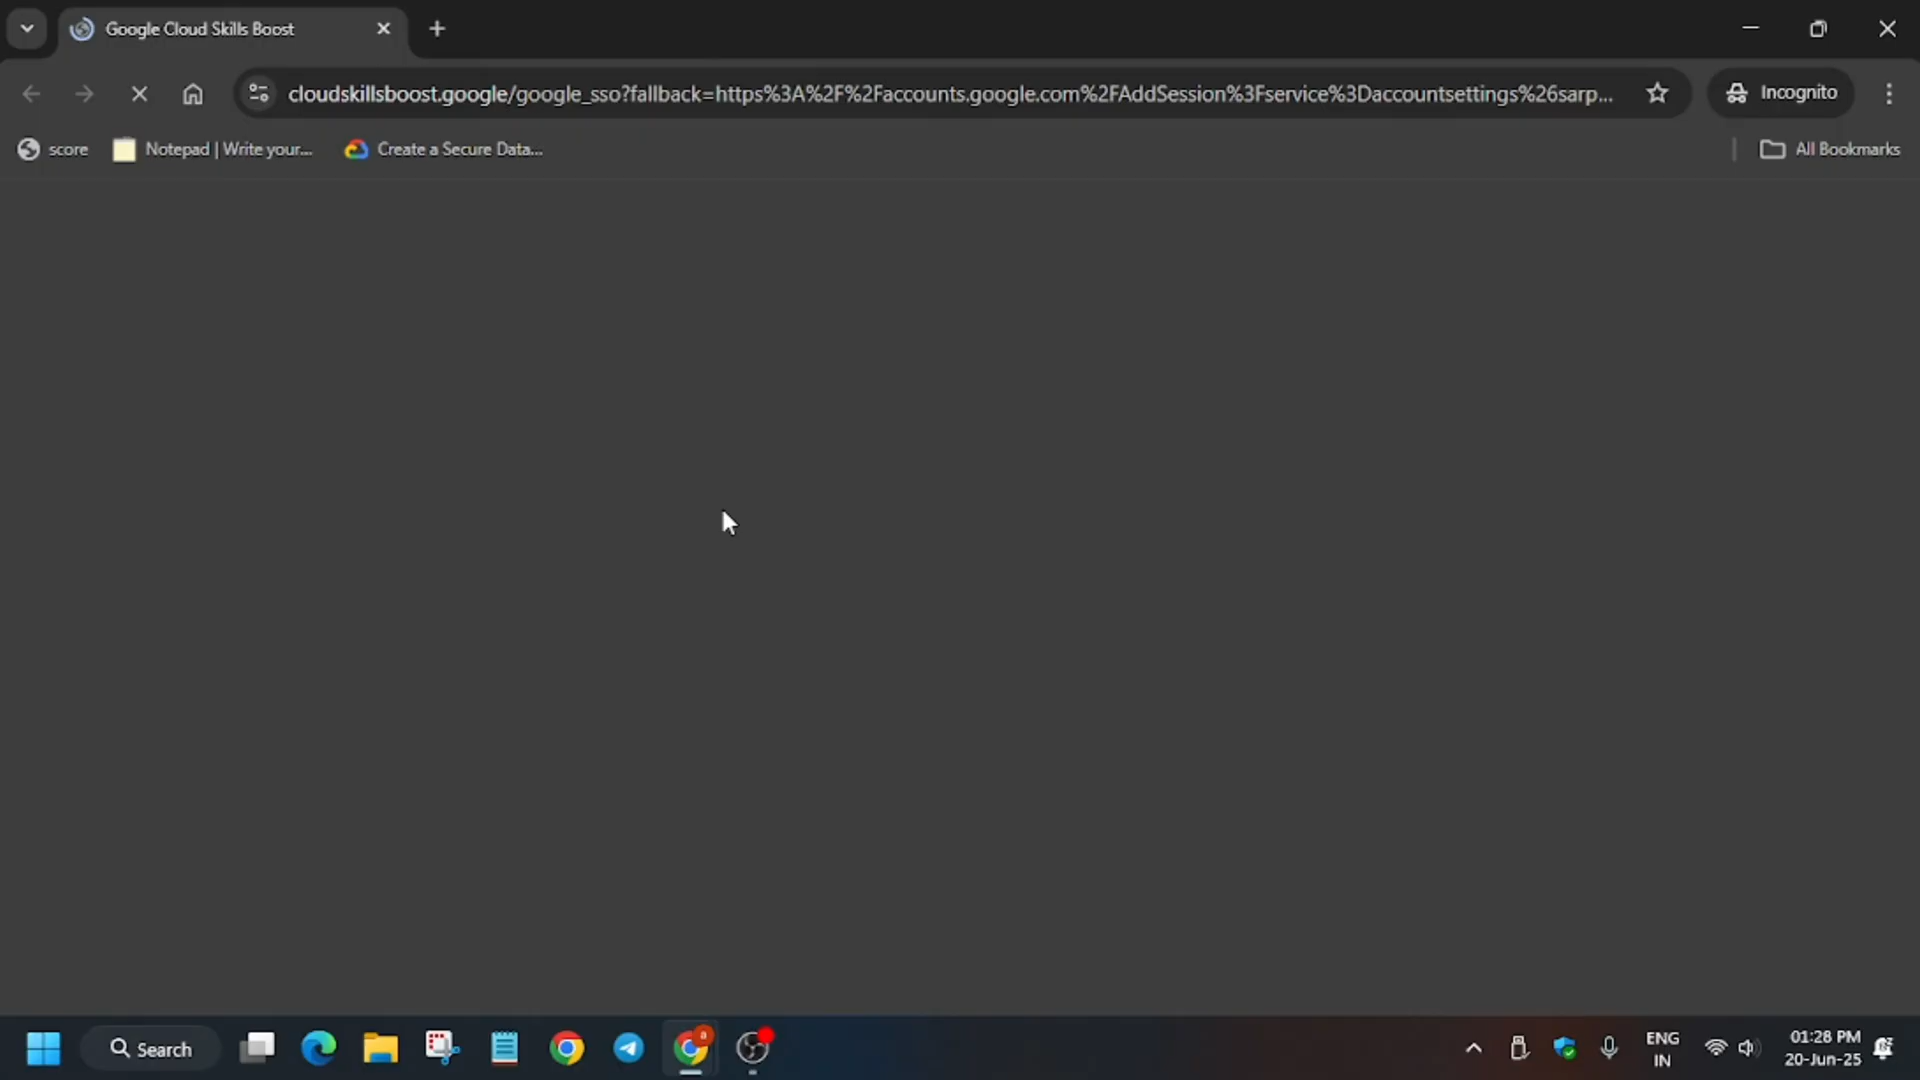 Google Cloud Skills Boost
cloudskillsboost.google/google_sso?fallback=https%3A%2F%2Faccounts.google.com%2FAddSession%3Fservice%3Daccountsettings%26sarp...
Incognito
score
Notepad | Write your...
Create a Secure Data...
All Bookmarks
Search
ENG
IN
01:28 PM
20-Jun-25